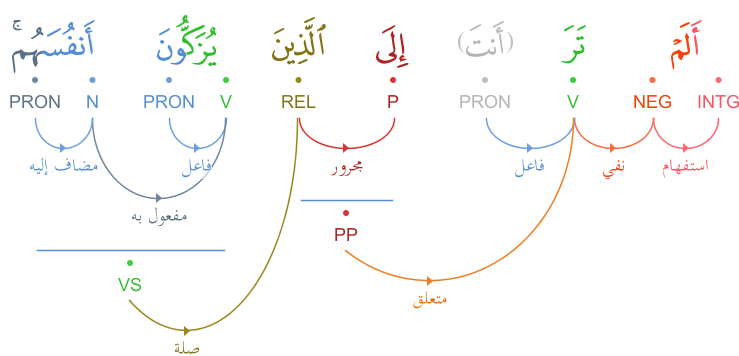 أَلَمْ تَرَ (أَنتَ) إِلَى ٱلَّذِينَ يُزَكُّونَ أَنفُسَهُم ۚ
INTG NEG V PRON P REL V PRON N PRON
استفهام نفي فاعل مجرور فاعل مضاف إليه
مفعول به
PP
VS
متعلق
صلة